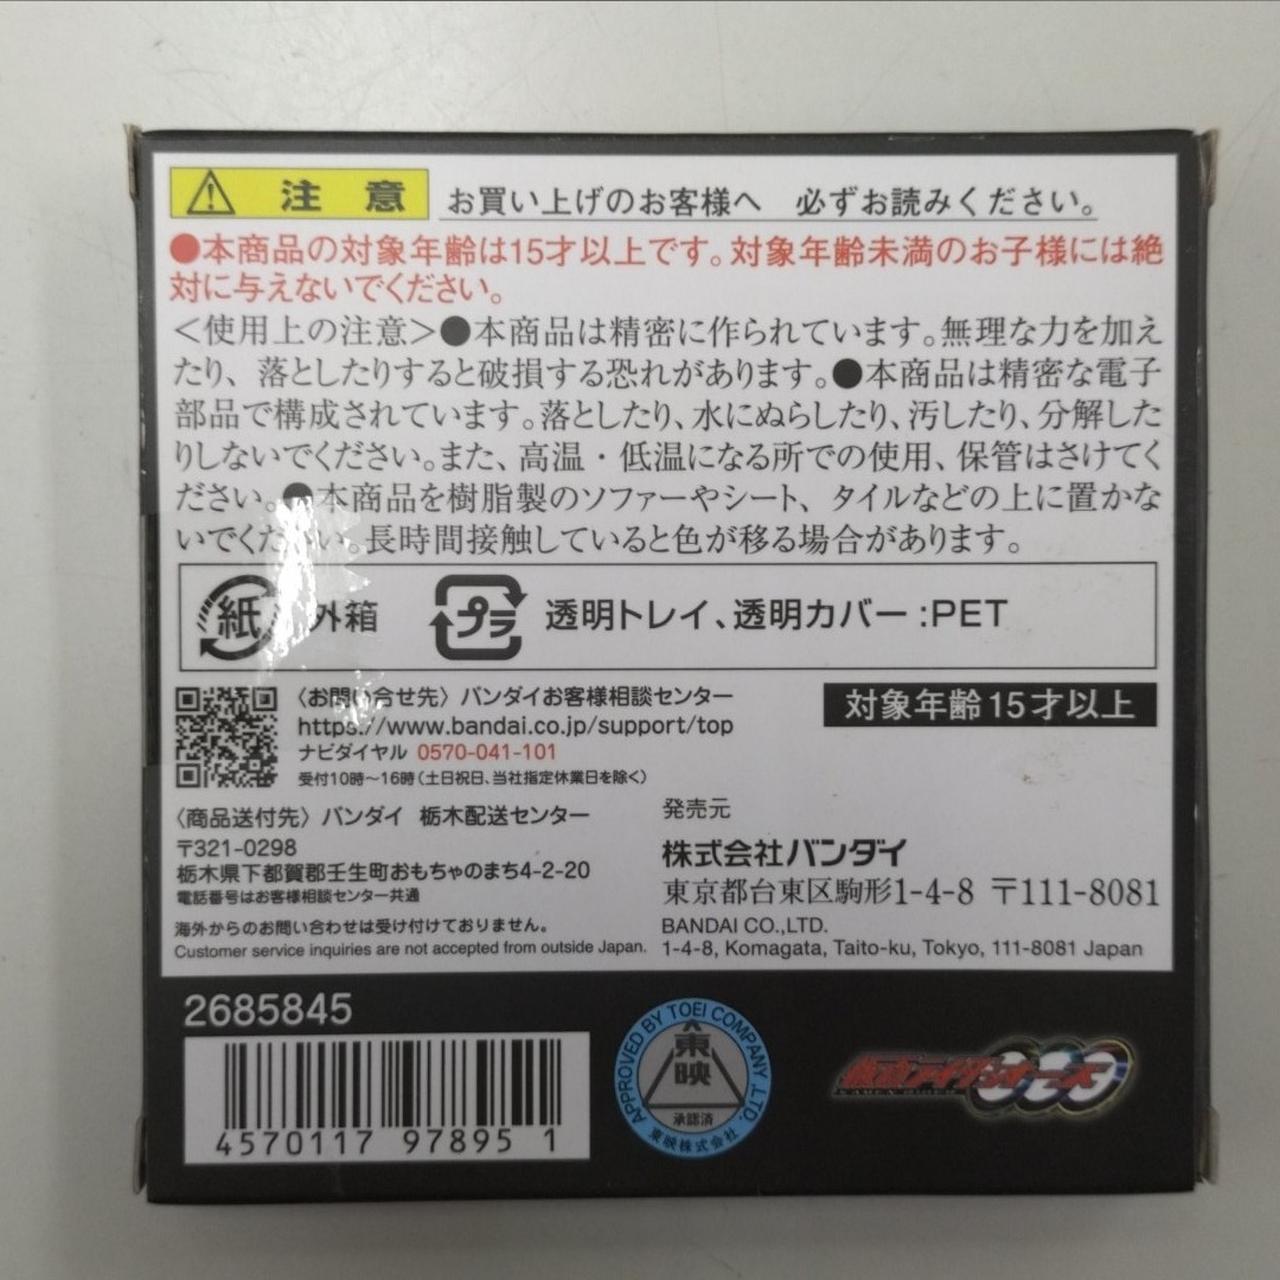 注意 お買い上げのお客様へ 必ずお読みください。
●本商品の対象年齢は15才以上です。対象年齢未満のお子様には絶
対に与えないでください。
＜使用上の注意＞●本商品は精密に作られています。無理な力を加え
たり、落としたりすると破損する恐れがあります。●本商品は精密な電子
部品で構成されています。落としたり、水にぬらしたり、汚したり、分解した
りしないでください。また、高温・低温になる所での使用、保管はさけてく
ださい。●本商品を樹脂製のソファーやシート、タイルなどの上に置かな
いでください。長時間接触していると色が移る場合があります。
紙 外箱 プラ 透明トレイ、透明カバー:PET
〈お問い合せ先〉バンダイお客様相談センター
https://www.bandai.co.jp/support/top
ナビダイヤル 0570-041-101
受付10時～16時(土日祝日、当社指定休業日を除く)
対象年齢15才以上
〈商品送付先〉バンダイ 栃木配送センター
〒321-0298
栃木県下都賀郡壬生町おもちゃのまち4-2-20
電話番号はお客様相談センター共通
海外からのお問い合わせは受け付けておりません。
Customer service inquiries are not accepted from outside Japan.
発売元
株式会社バンダイ
東京都台東区駒形1-4-8 〒111-8081
BANDAI CO.,LTD.
1-4-8, Komagata, Taito-ku, Tokyo, 111-8081 Japan
2685845
4570117 97895 1
APPROVED BY TOEI COMPANY ,LTD.
東映
承認済
東映株式会社
仮面ライダーオーズ
KAMEN RIDER